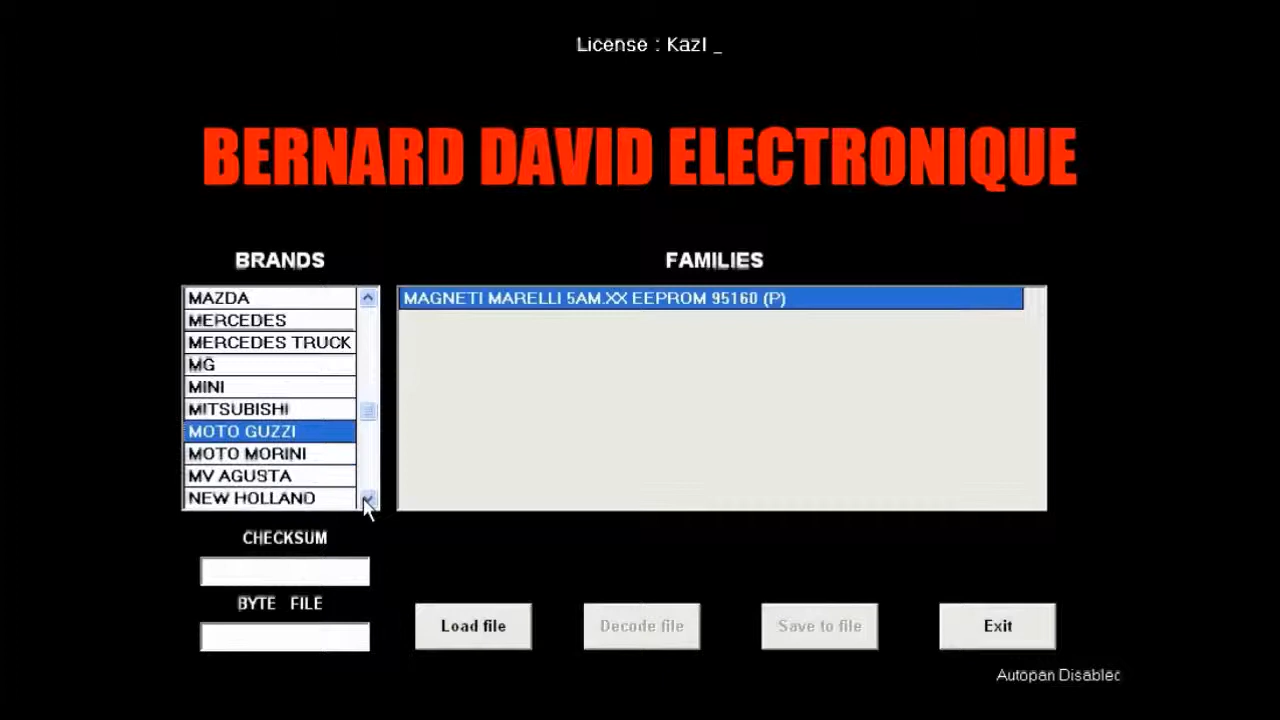 License : KazI _
BERNARD DAVID ELECTRONIQUE
BRANDS
FAMILIES
MAZDA
MERCEDES
MERCEDES TRUCK
MG
MINI
MITSUBISHI
MOTO GUZZI
MOTO MORINI
MV AGUSTA
NEW HOLLAND
MAGNETI MARELLI 5AM.XX EEPROM 95160 (P)
CHECKSUM
BYTE FILE
Load file
Decode file
Save to file
Exit
Autopan Disabled